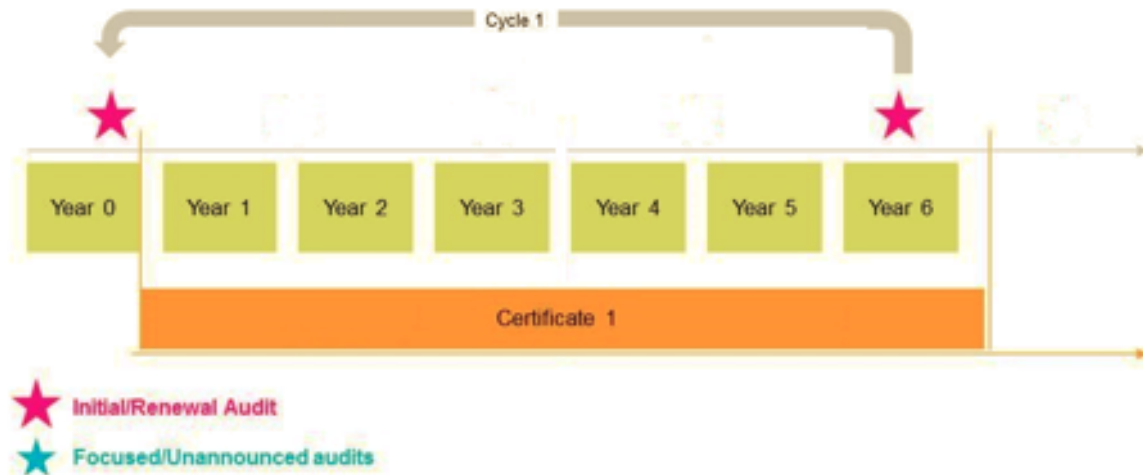 Cycle 1
Year 0 Year 1 Year 2 Year 3 Year 4 Year 5 Year 6
Certificate 1
Initial/Renewal Audit
Focused/Unannounced audits